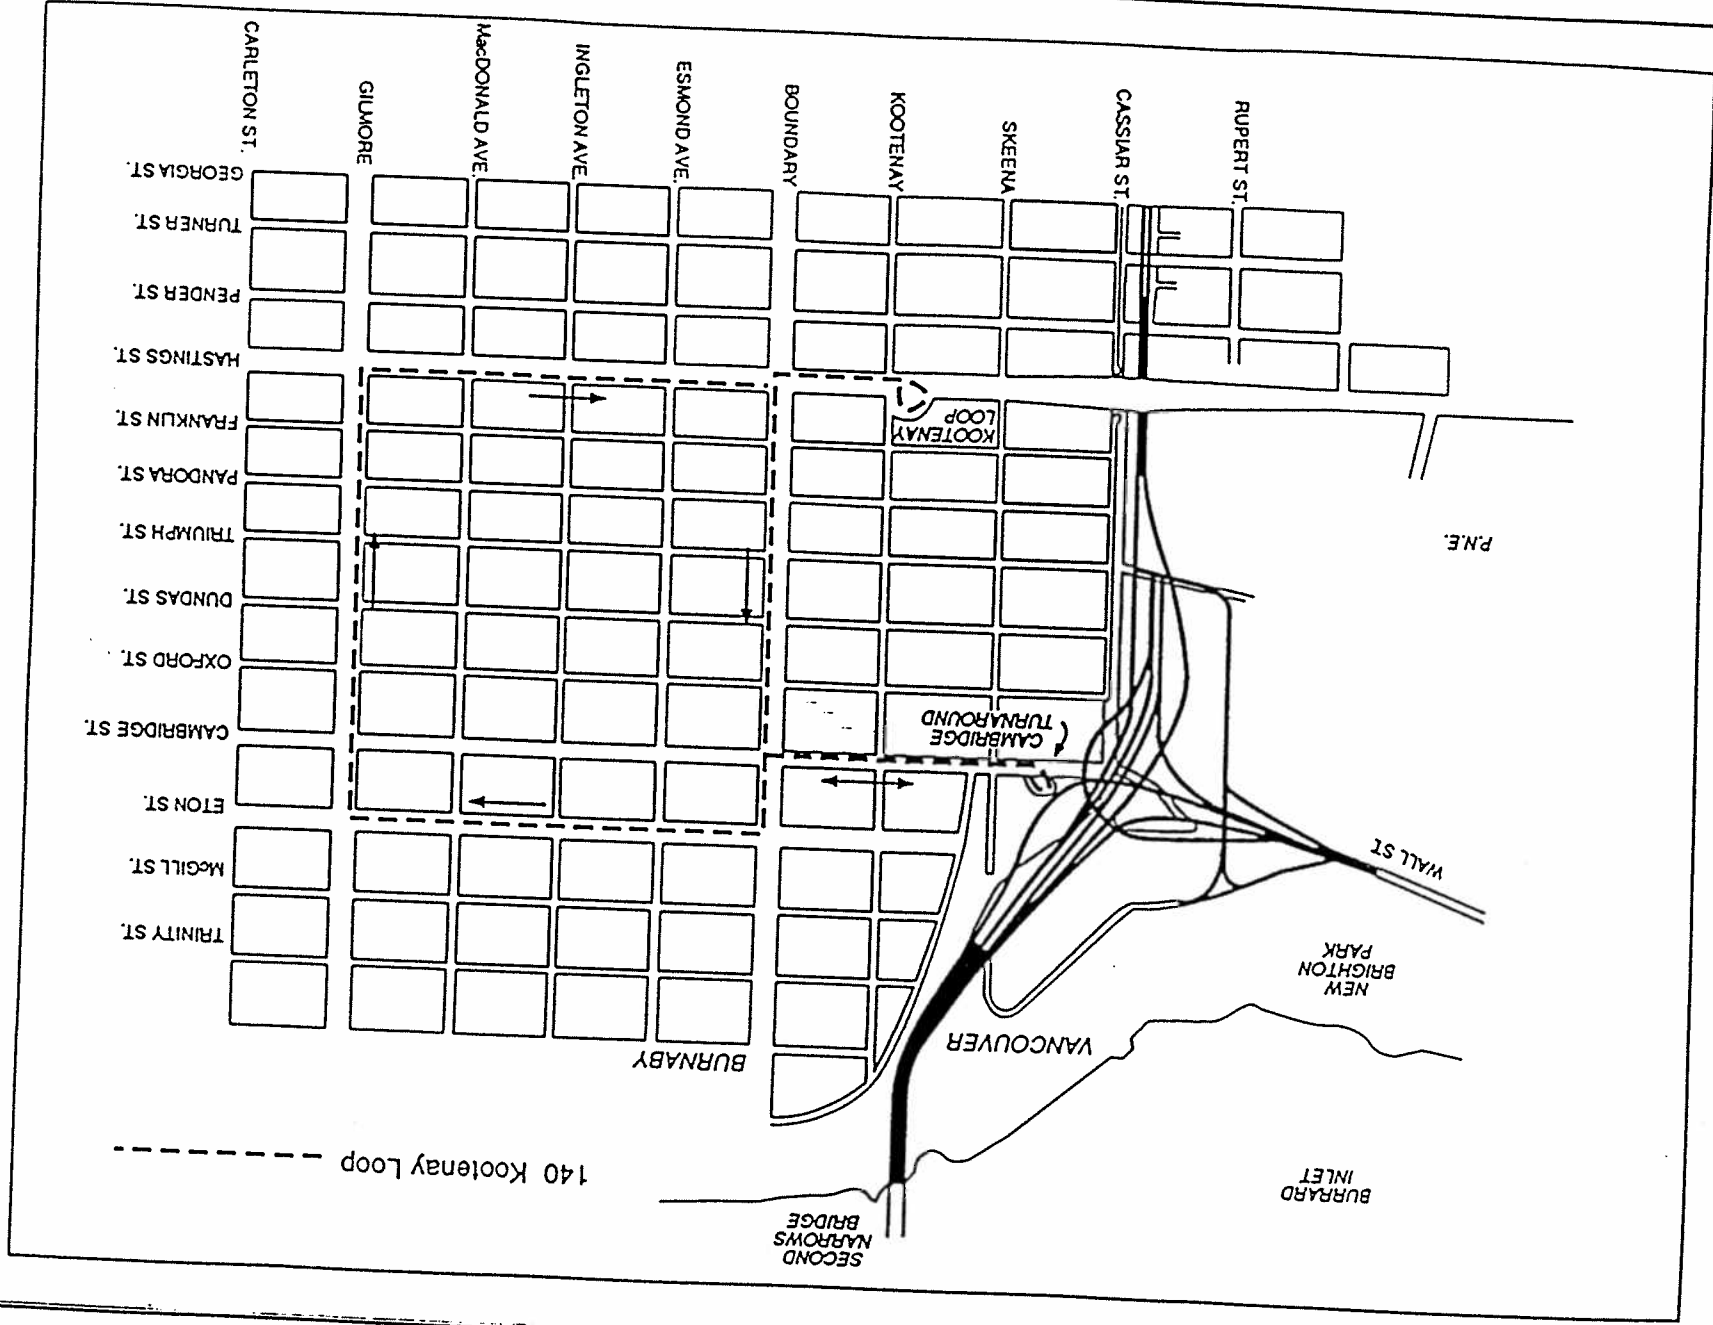 SECOND
NARROWS
BRIDGE
BURRARD
INLET
140 Kootenay Loop
VANCOUVER
BURNABY
NEW
BRIGHTON
PARK
WALL ST
TRINITY ST.
McGILL ST.
ETON ST.
CAMBRIDGE ST.
OXFORD ST.
DUNDAS ST.
TRIUMPH ST.
PANDORA ST.
FRANKLIN ST.
HASTINGS ST.
PENDER ST.
TURNER ST.
GEORGIA ST.
CAMBRIDGE
TURNAROUND
P.N.E.
KOOTENAY
LOOP
RUPERT ST.
CASSIAR ST.
SKEENA
KOOTENAY
BOUNDARY
ESMOND AVE.
INGLETON AVE.
MacDONALD AVE.
GILMORE
CARLETON ST.